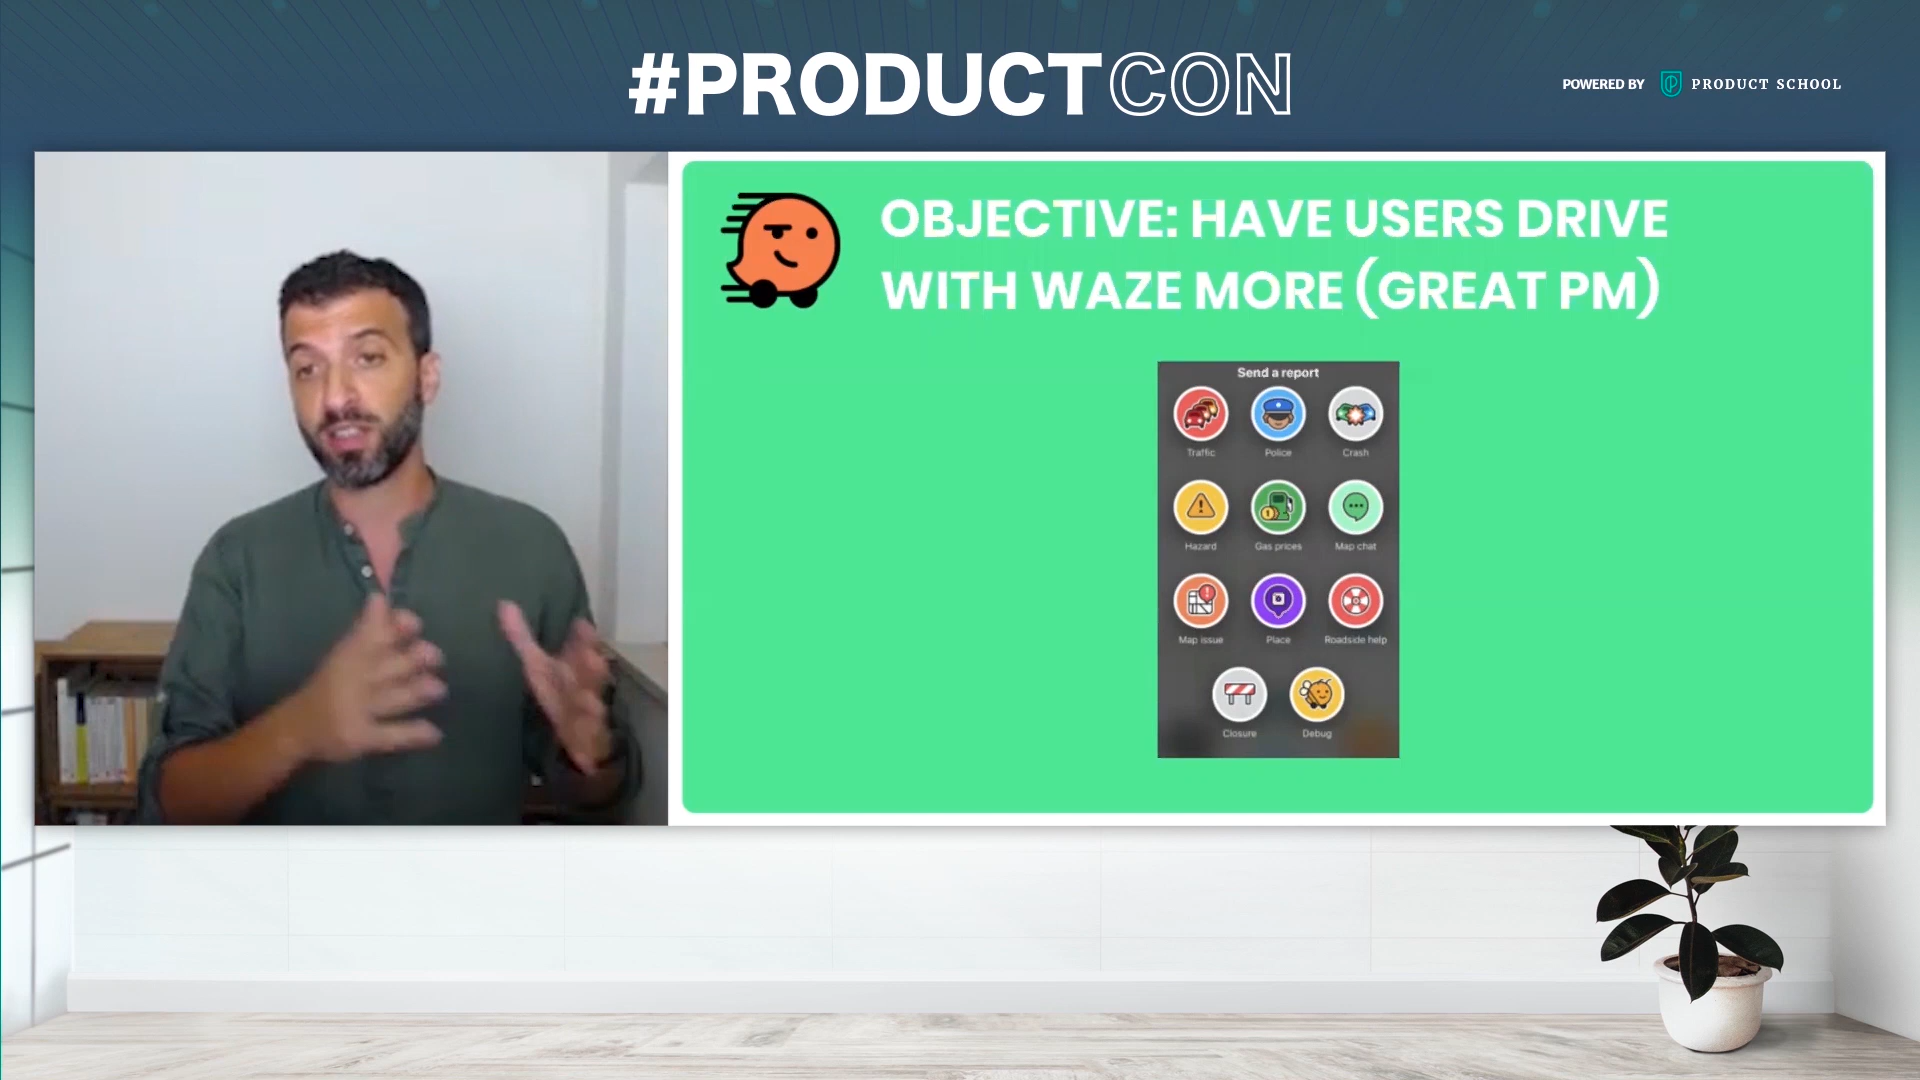 #PRODUCTCON
POWERED BY PRODUCT SCHOOL
OBJECTIVE: HAVE USERS DRIVE
WITH WAZE MORE (GREAT PM)
Send a report
Traffic Police Crash
Hazard Gas prices Map chat
Map issue Place Roadside help
Closure Debug